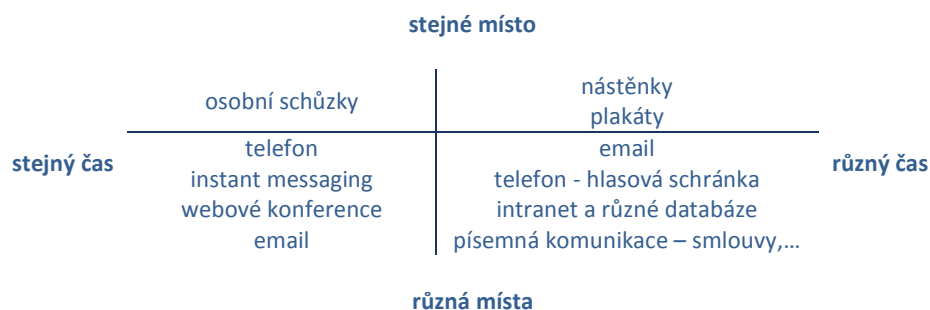 stejné místo
osobní schůzky
nástěnky
plakáty
stejný čas
telefon
instant messaging
webové konference
email
email
telefon - hlasová schránka
intranet a různé databáze
písemná komunikace – smlouvy,…
různý čas
různá místa